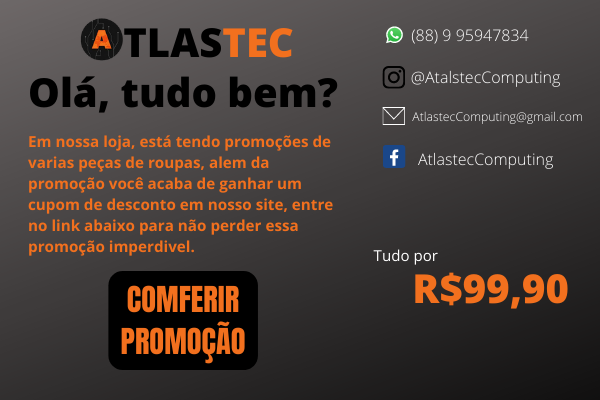 ATLASTEC
Olá, tudo bem?
Em nossa loja, está tendo promoções de
varias peças de roupas, alem da
promoção você acaba de ganhar um
cupom de desconto em nosso site, entre
no link abaixo para não perder essa
promoção imperdivel.
COMFERIR
PROMOÇÃO
(88) 9 95947834
@AtalstecComputing
AtlastecComputing@gmail.com
AtlastecComputing
Tudo por
R$99,90